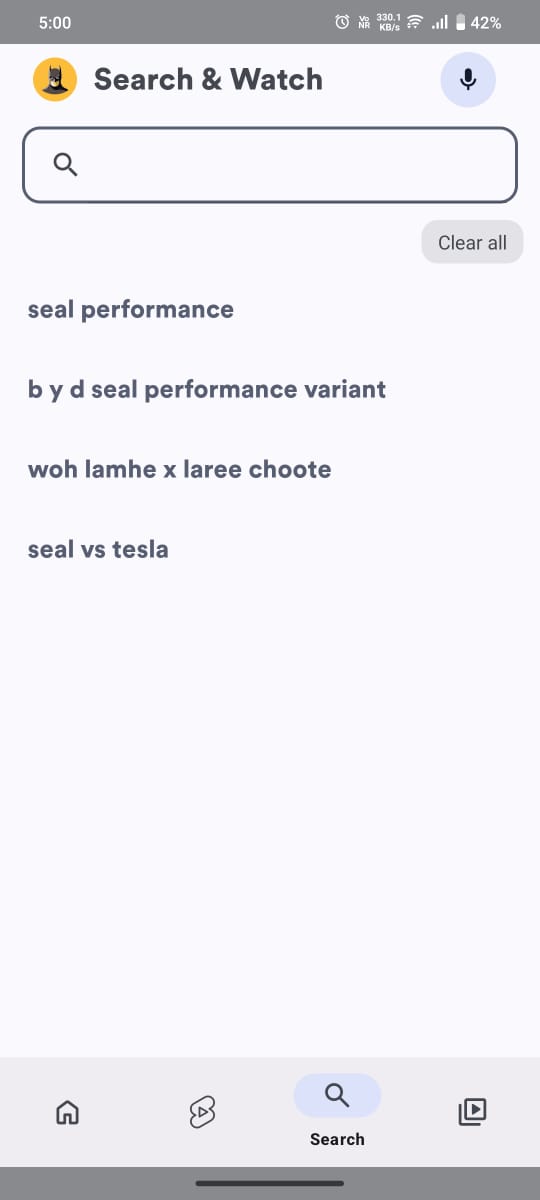 5:00
Vo NR 330.1 KB/s 42%
Search & Watch
Clear all
seal performance
b y d seal performance variant
woh lamhe x laree choote
seal vs tesla
Search